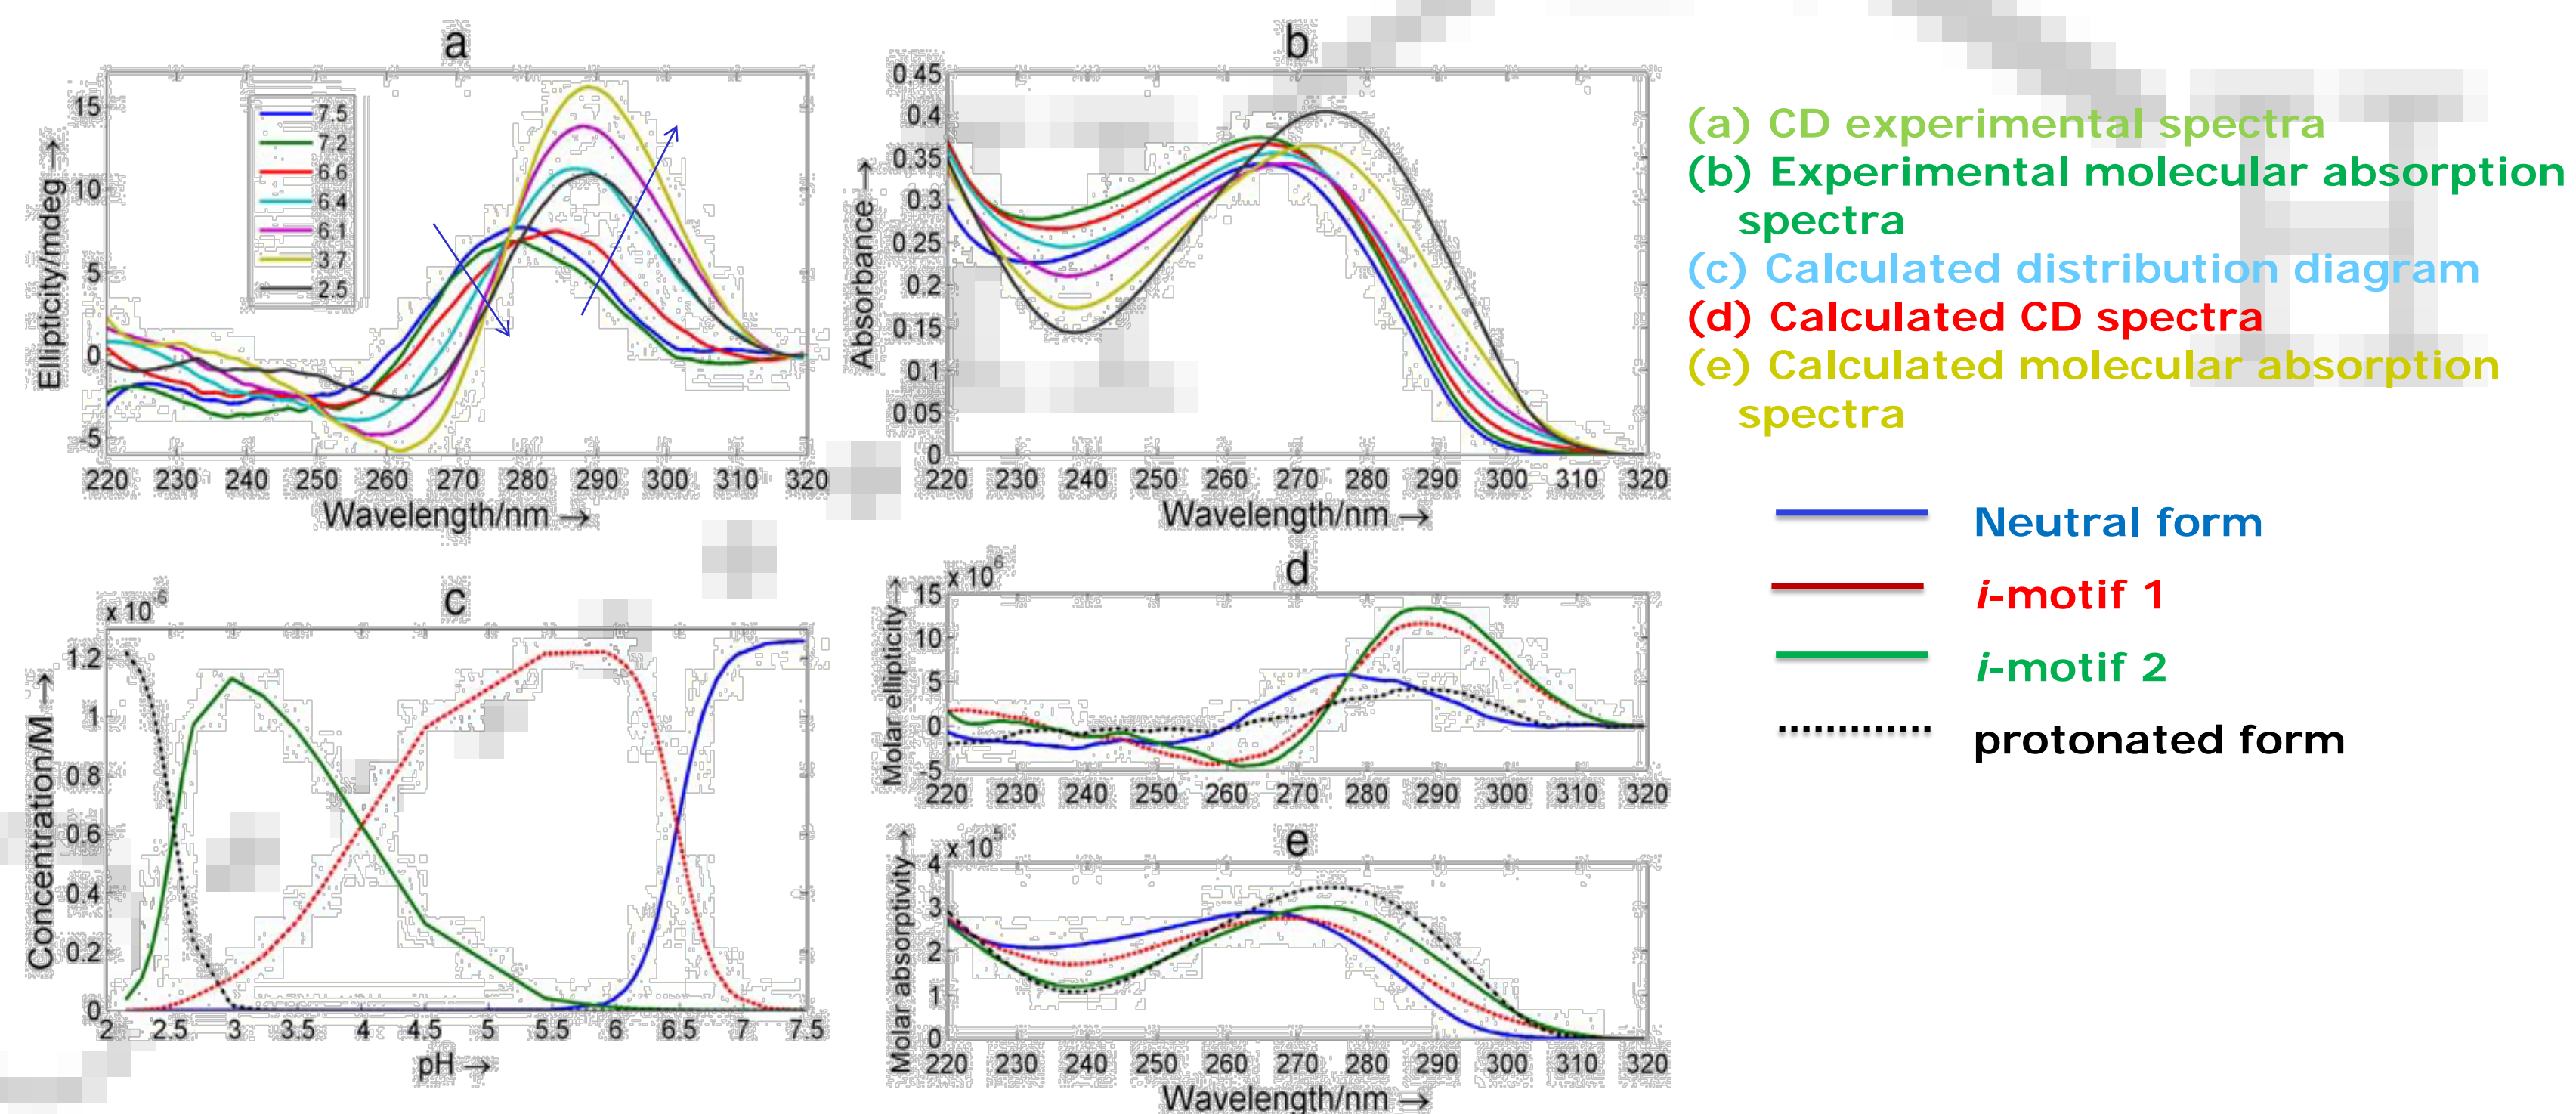 a
Ellipticity/mdeg →
15
10
5
0
-5
7.5
7.2
6.6
6.4
6.1
3.7
2.5
220 230 240 250 260 270 280 290 300 310 320
Wavelength/nm →
b
Absorbance →
0.45
0.4
0.35
0.3
0.25
0.2
0.15
0.1
0.05
0
220 230 240 250 260 270 280 290 300 310 320
Wavelength/nm →
(a) CD experimental spectra
(b) Experimental molecular absorption
spectra
(c) Calculated distribution diagram
(d) Calculated CD spectra
(e) Calculated molecular absorption
spectra
Neutral form
i-motif 1
i-motif 2
protonated form
c
x 10-6
Concentration/M →
1.2
1
0.8
0.6
0.4
0.2
0
2 2.5 3 3.5 4 4.5 5 5.5 6 6.5 7 7.5
pH →
d
x 10 6
Molar ellipticity→
15
10
5
0
-5
220 230 240 250 260 270 280 290 300 310 320
e
x 10 5
Molar absorptivity→
4
3
2
1
0
220 230 240 250 260 270 280 290 300 310 320
Wavelength/nm →